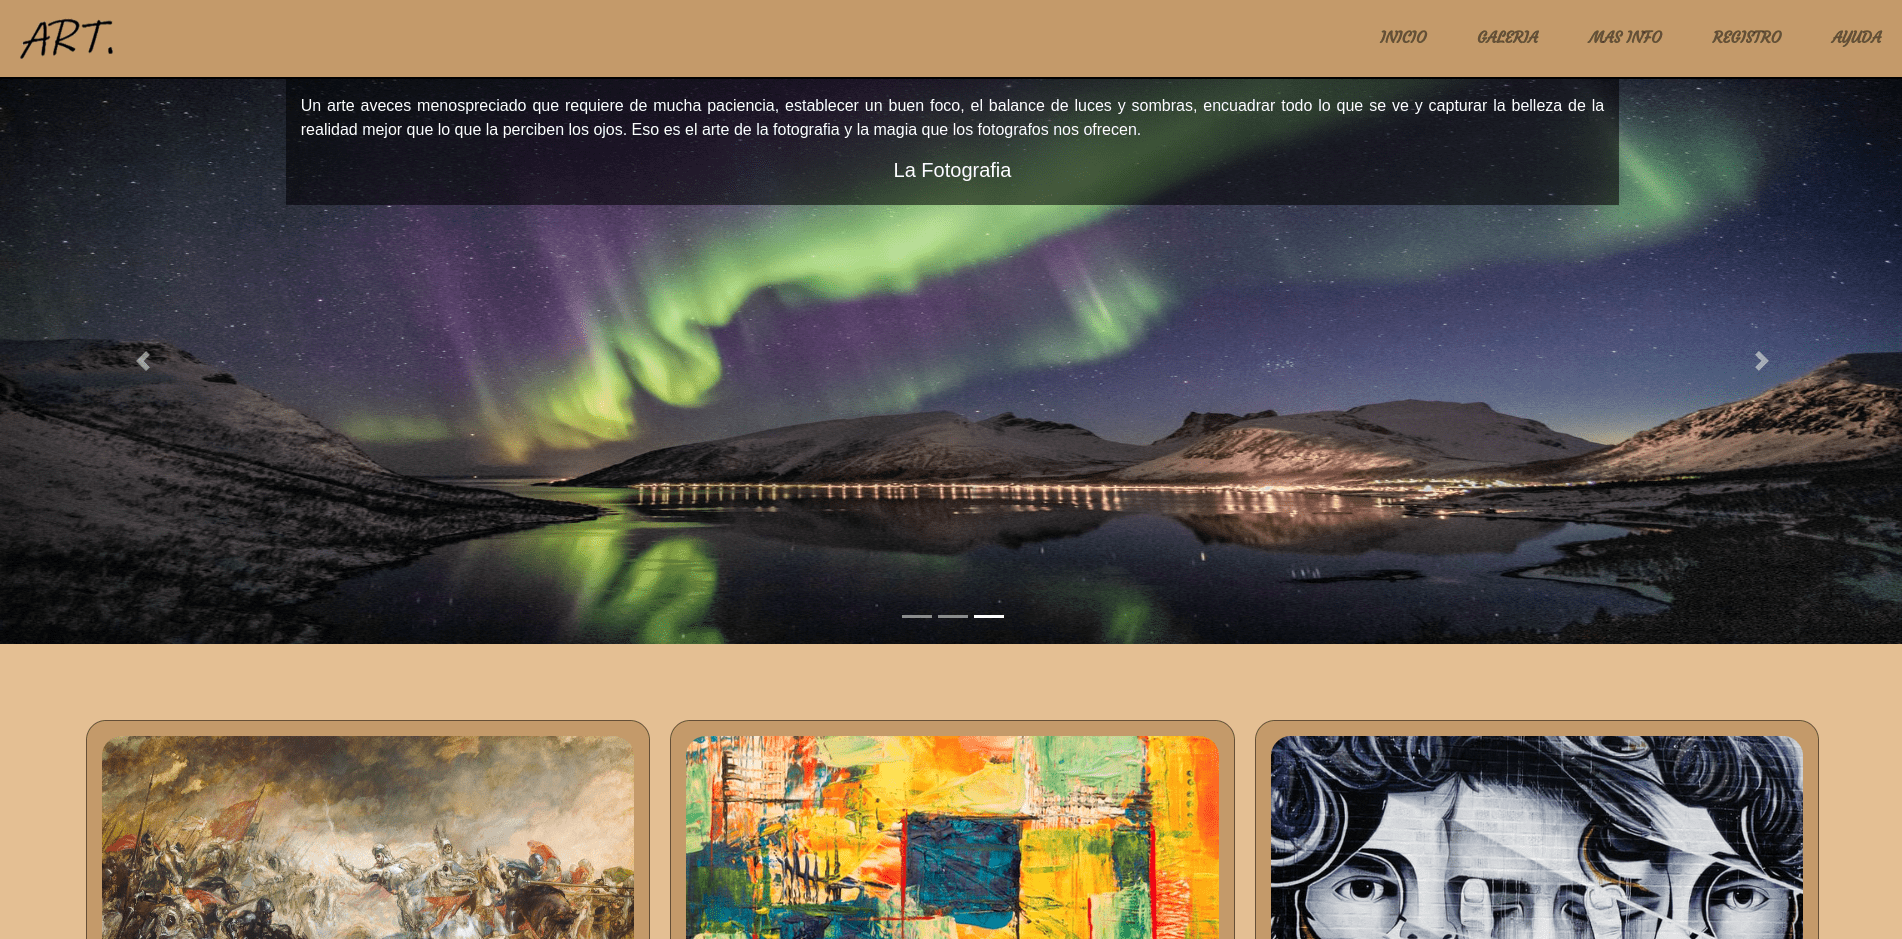 ART.
INICIO GALERIA MAS INFO REGISTRO AYUDA
Un arte aveces menospreciado que requiere de mucha paciencia, establecer un buen foco, el balance de luces y sombras, encuadrar todo lo que se ve y capturar la belleza de la
realidad mejor que lo que la perciben los ojos. Eso es el arte de la fotografia y la magia que los fotografos nos ofrecen.
La Fotografia